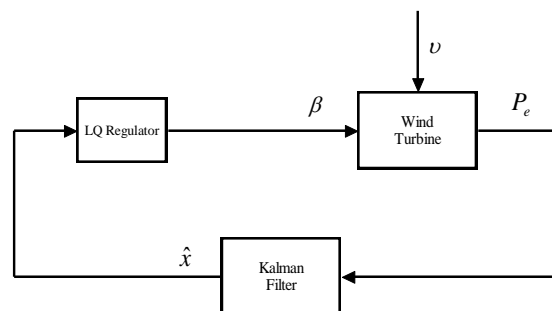 υ
β
P_e
LQ Regulator
Wind
Turbine
x̂
Kalman
Filter